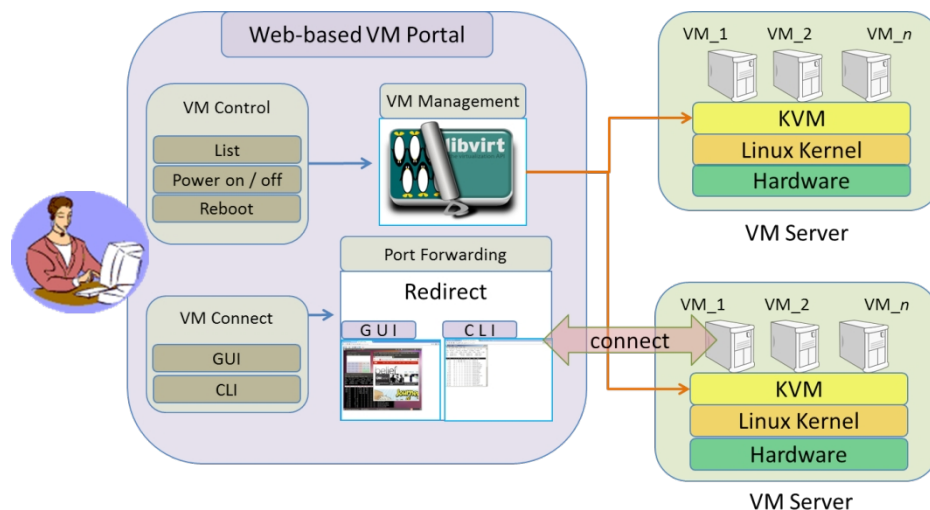 Web-based VM Portal
VM Control
List
Power on / off
Reboot
VM Management
libvirt
VM Connect
GUI
CLI
Port Forwarding
Redirect
G U I
C L I
connect
VM_1
VM_2
VM_n
KVM
Linux Kernel
Hardware
VM Server
VM_1
VM_2
VM_n
KVM
Linux Kernel
Hardware
VM Server